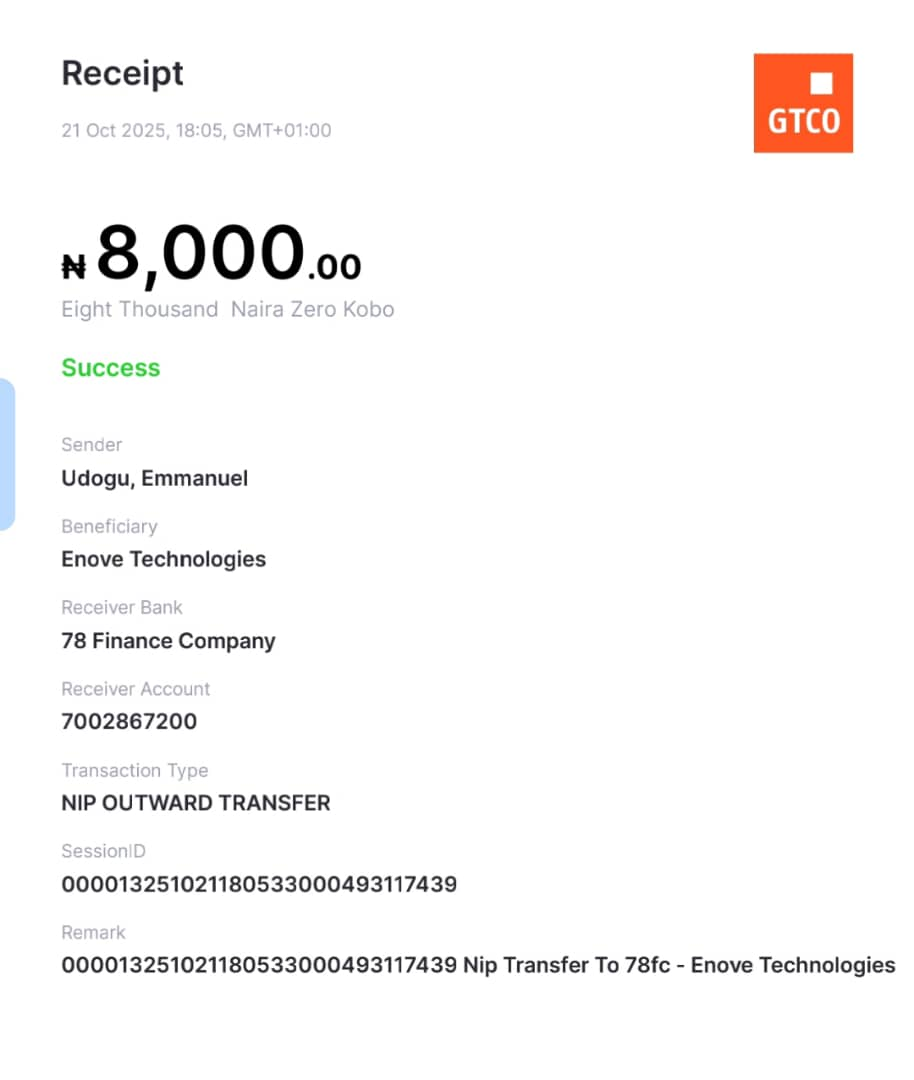 Receipt
GTCO
21 Oct 2025, 18:05, GMT+01:00
₦8,000.00
Eight Thousand  Naira Zero Kobo
Success
Sender
Udogu, Emmanuel
Beneficiary
Enove Technologies
Receiver Bank
78 Finance Company
Receiver Account
7002867200
Transaction Type
NIP OUTWARD TRANSFER
SessionID
000013251021180533000493117439
Remark
000013251021180533000493117439 Nip Transfer To 78fc - Enove Technologies